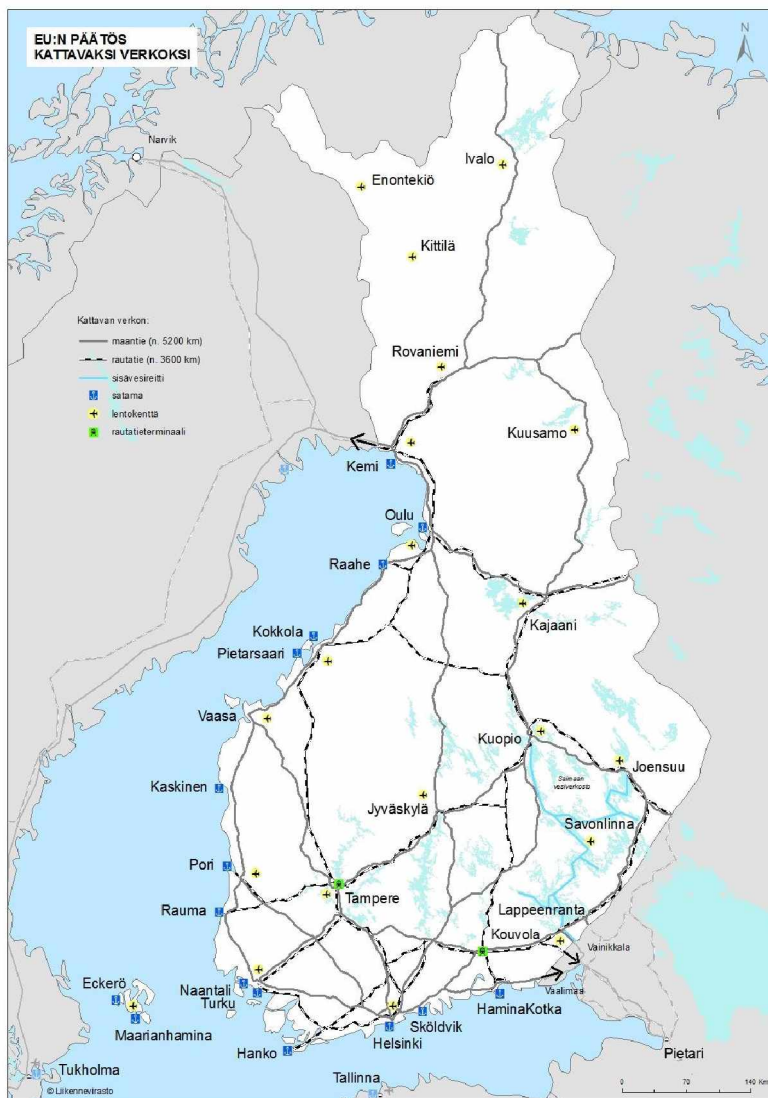 EU:N PÄÄTÖS
KATTAVAKSI VERKOKSI
N
Narvik
Ivalo
Enontekiö
Kittilä
Kattavan verkon:
maantie (n. 5200 km)
rautatie (n. 3600 km)
sisävesireitti
satama
lentokenttä
rautatieterminaali
Rovaniemi
Kuusamo
Kemi
Oulu
Raahe
Kajaani
Kokkola
Pietarsaari
Vaasa
Kuopio
Joensuu
Saimaan
vesiverkosto
Kaskinen
Jyväskylä
Savonlinna
Pori
Tampere
Rauma
Lappeenranta
Kouvola
Vainikkala
Naantali
Turku
Vaalimaa
HaminaKotka
Eckerö
Maarianhamina
Sköldvik
Helsinki
Hanko
Pietari
Tukholma
Tallinna
© Liikennevirasto
0 70 140 Km